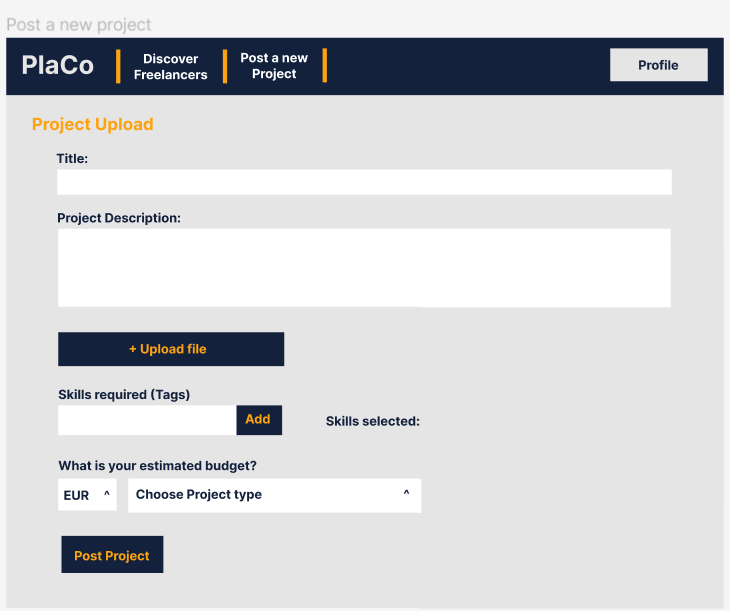 Post a new project
PlaCo
Discover
Freelancers
Post a new
Project
Profile
Project Upload
Title:
Project Description:
+ Upload file
Skills required (Tags)
Add
Skills selected:
What is your estimated budget?
EUR ^
Choose Project type ^
Post Project